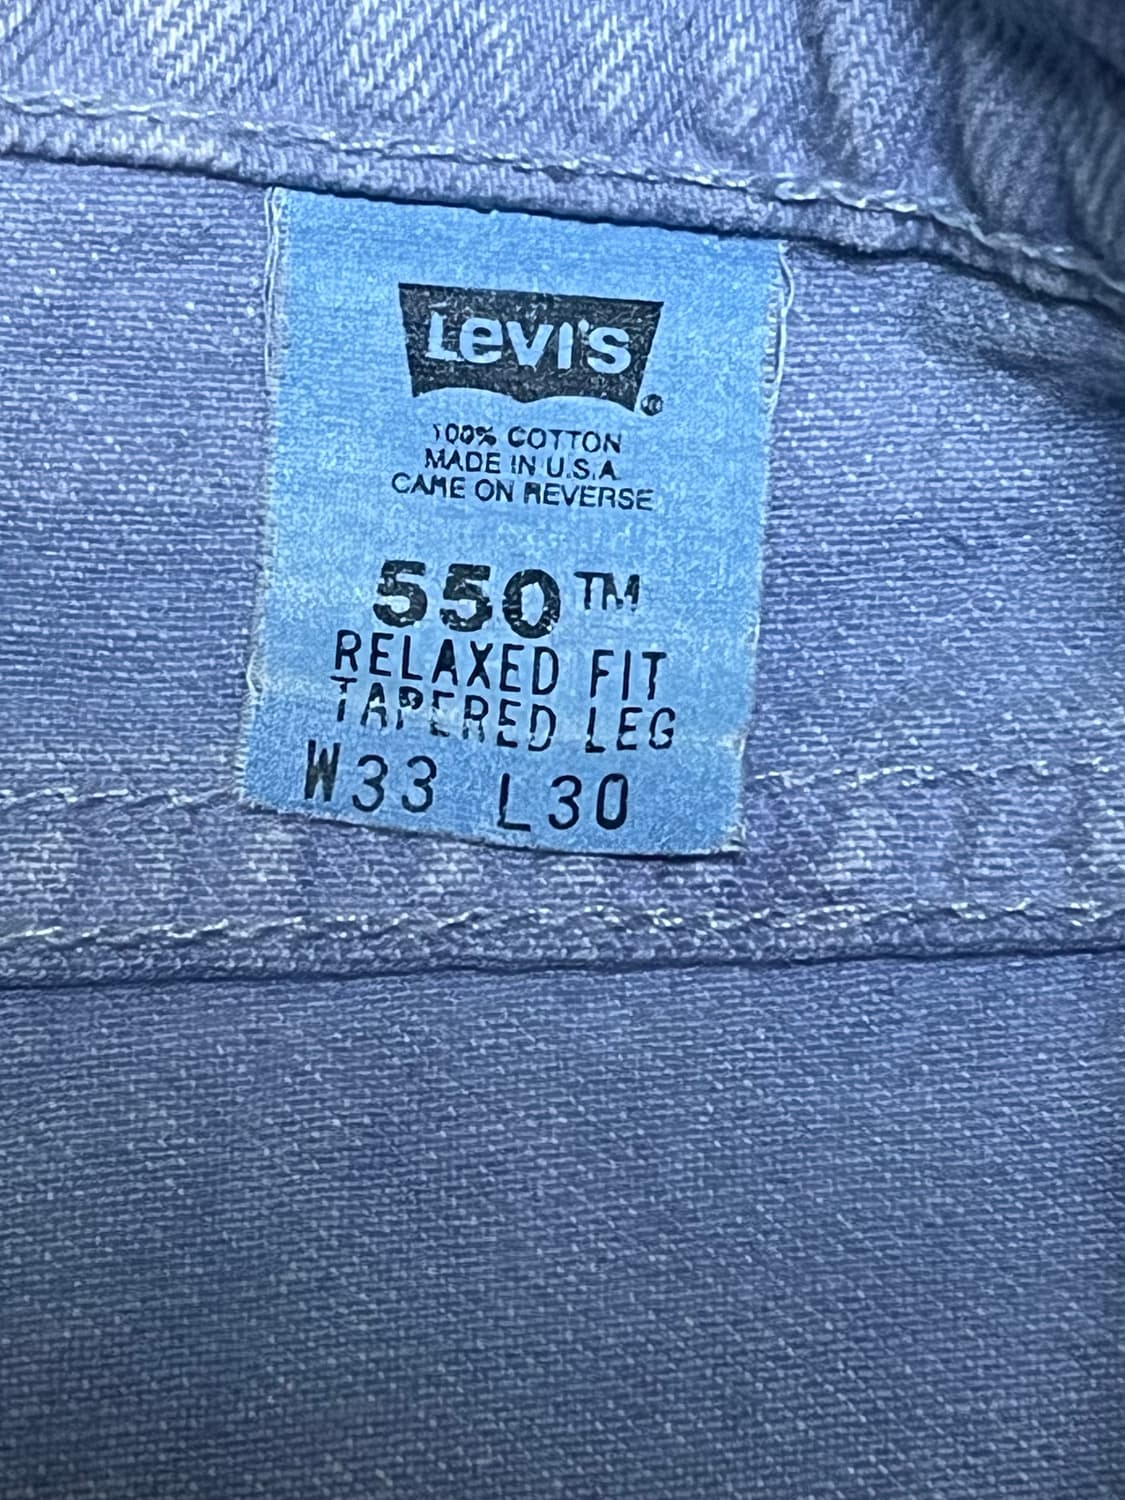 Levi's®
100% COTTON
MADE IN U.S.A
CARE ON REVERSE
550™
RELAXED FIT
TAPERED LEG
W33 L30